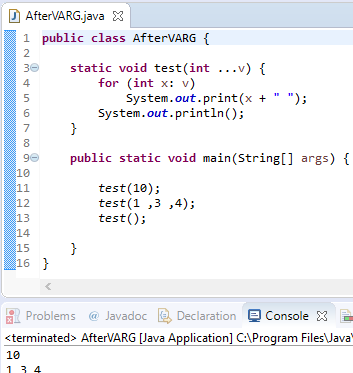 AfterVARG.java
1 public class AfterVARG {
2
3 static void test(int ...v) {
4 for (int x: v)
5 System.out.print(x + " ");
6 System.out.println();
7 }
8
9 public static void main(String[] args) {
10
11 test(10);
12 test(1 ,3 ,4);
13 test();
14
15 }
16 }
Problems @ Javadoc Declaration Console
<terminated> AfterVARG [Java Application] C:\Program Files\Java\
10
1 3 4